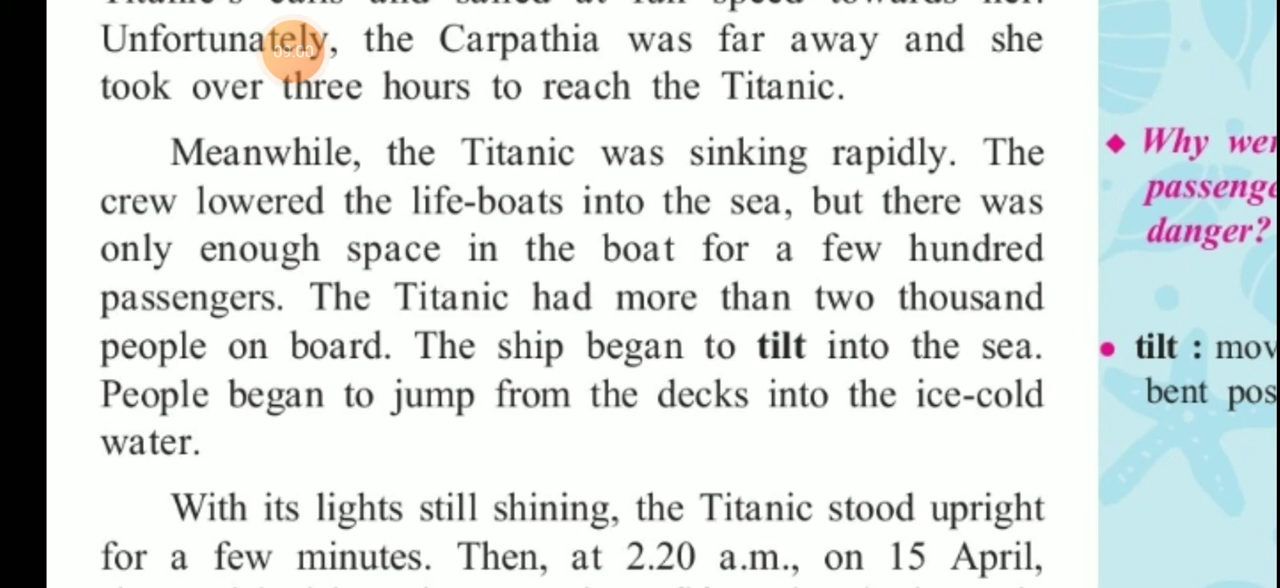 Unfortunately, the Carpathia was far away and she
took over three hours to reach the Titanic.
Meanwhile, the Titanic was sinking rapidly. The
crew lowered the life-boats into the sea, but there was
only enough space in the boat for a few hundred
passengers. The Titanic had more than two thousand
people on board. The ship began to tilt into the sea.
People began to jump from the decks into the ice-cold
water.
With its lights still shining, the Titanic stood upright
for a few minutes. Then, at 2.20 a.m., on 15 April,
09:00
Why
danger?
tilt :
bent